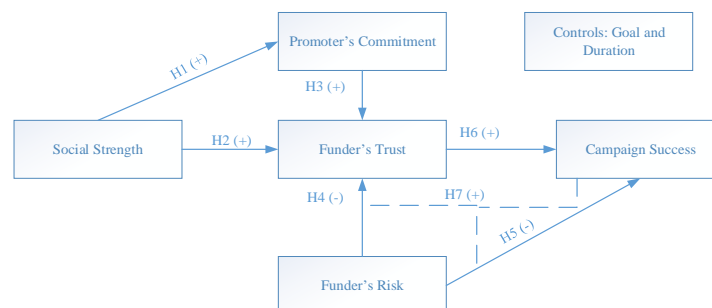 Promoter's Commitment
Controls: Goal and
Duration
H1 (+)
H3 (+)
Social Strength
H2 (+)
Funder's Trust
H6 (+)
Campaign Success
H4 (-)
H7 (+)
H5 (-)
Funder's Risk